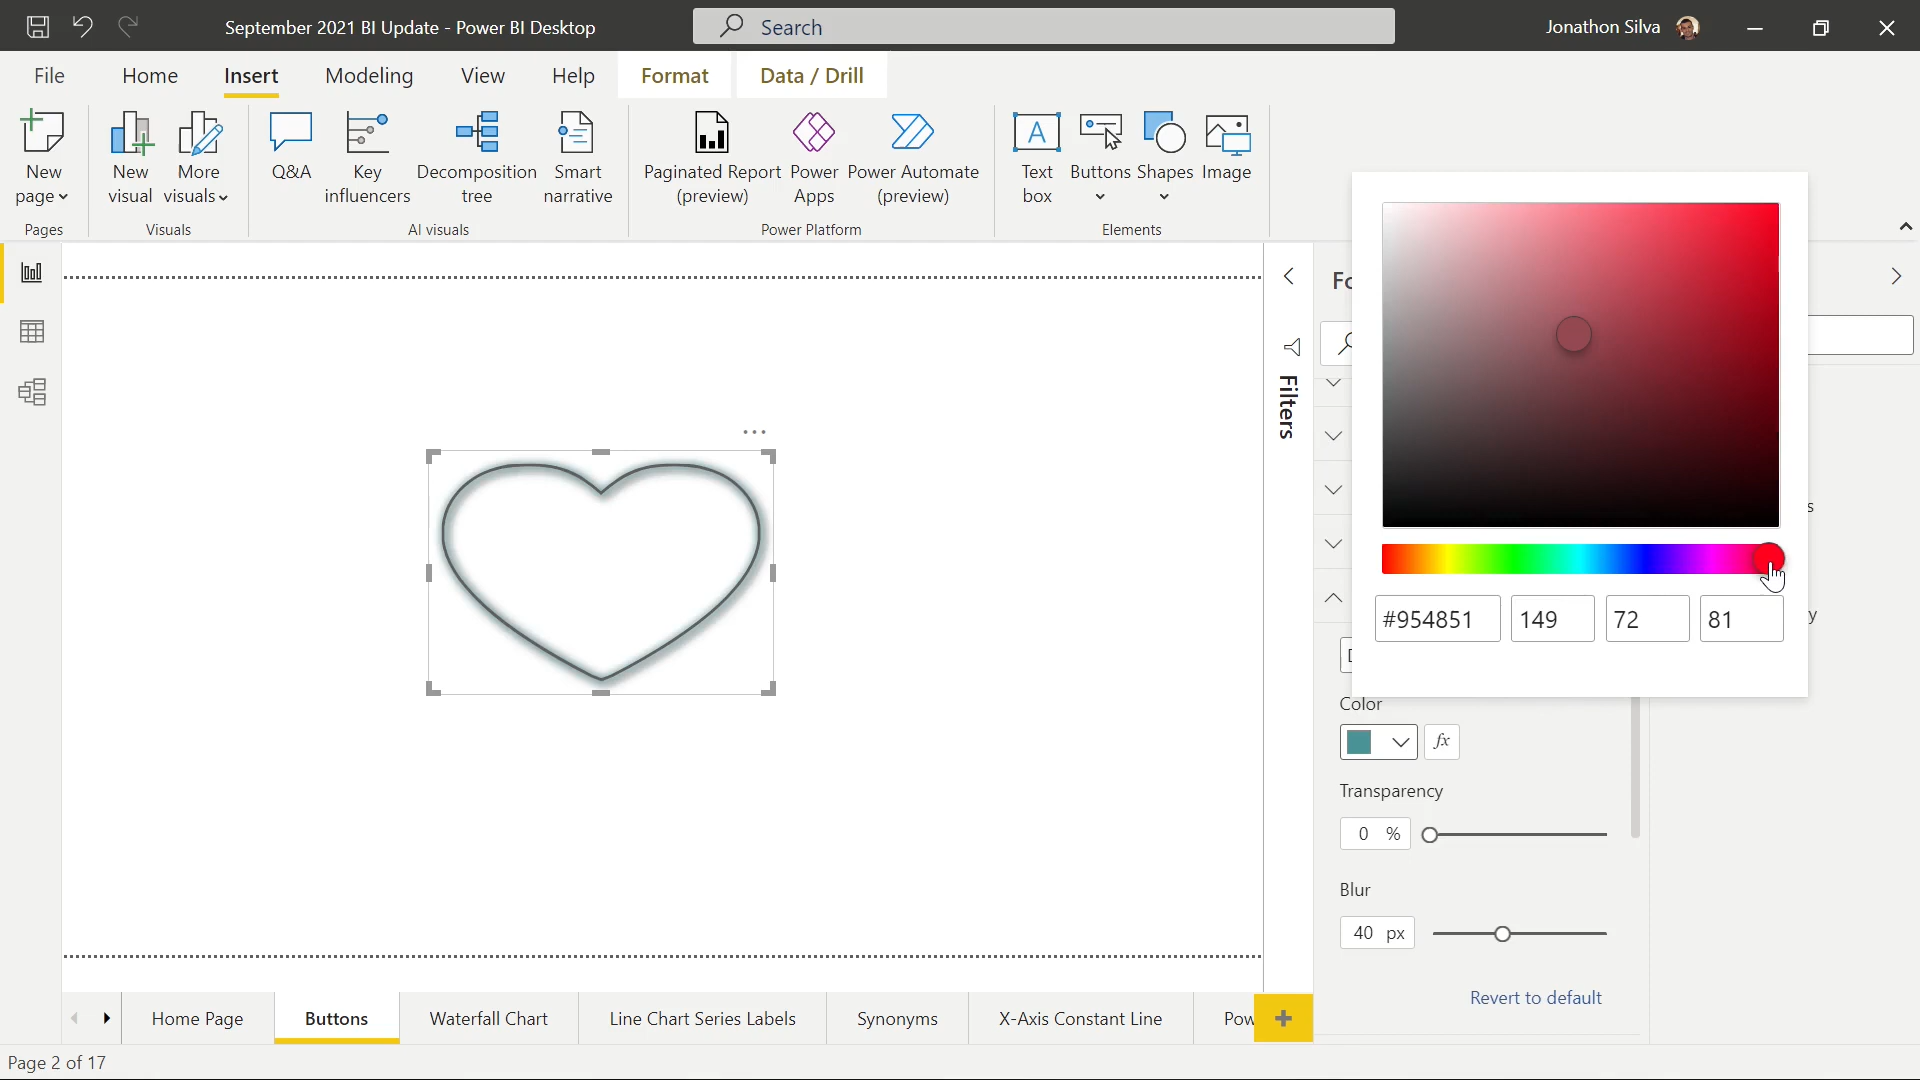 September 2021 BI Update - Power BI Desktop
Search
Jonathon Silva
File
Home
Insert
Modeling
View
Help
Format
Data / Drill
New
page
New
visual
More
visuals
Q&A
Key
influencers
Decomposition
tree
Smart
narrative
Paginated Report
(preview)
Power
Apps
Power Automate
(preview)
Text
box
Buttons
Shapes
Image
Pages
Visuals
AI visuals
Power Platform
Elements
Fo
Filters
s
#954851
149
72
81
y
Color
fx
Transparency
0 %
Blur
40 px
Revert to default
Home Page
Buttons
Waterfall Chart
Line Chart Series Labels
Synonyms
X-Axis Constant Line
Pow
Page 2 of 17